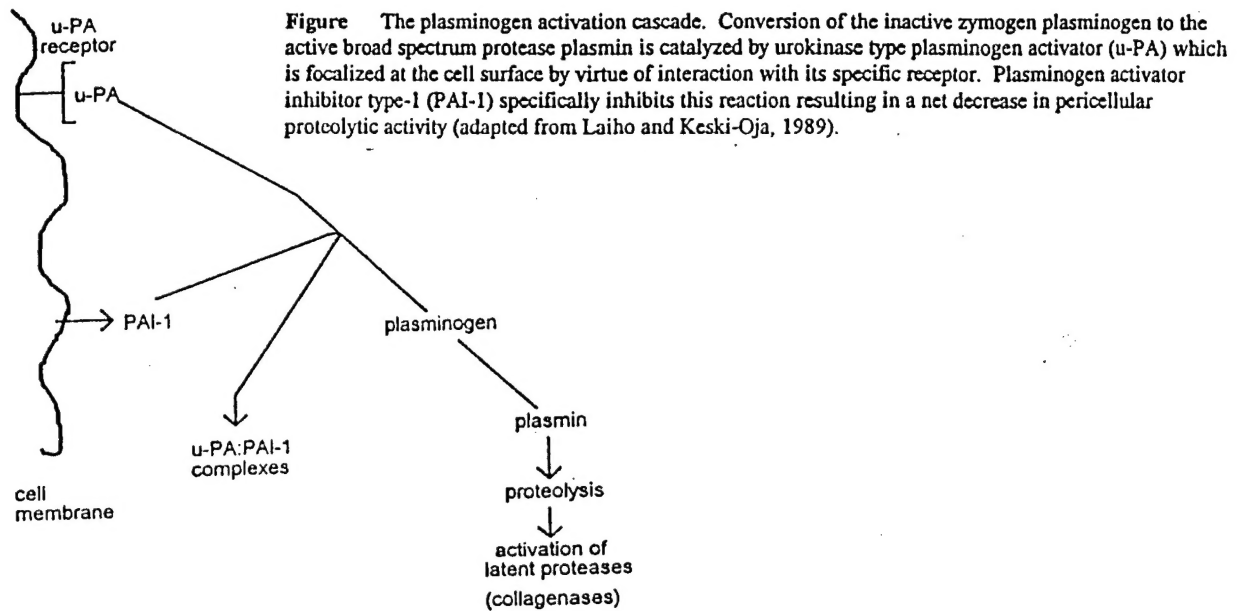 u-PA
receptor
u-PA
Figure The plasminogen activation cascade. Conversion of the inactive zymogen plasminogen to the
active broad spectrum protease plasmin is catalyzed by urokinase type plasminogen activator (u-PA) which
is focalized at the cell surface by virtue of interaction with its specific receptor. Plasminogen activator
inhibitor type-1 (PAI-1) specifically inhibits this reaction resulting in a net decrease in pericellular
proteolytic activity (adapted from Laiho and Keski-Oja, 1989).
PAI-1
plasminogen
u-PA:PAI-1
complexes
plasmin
cell
membrane
proteolysis
activation of
latent proteases
(collagenases)